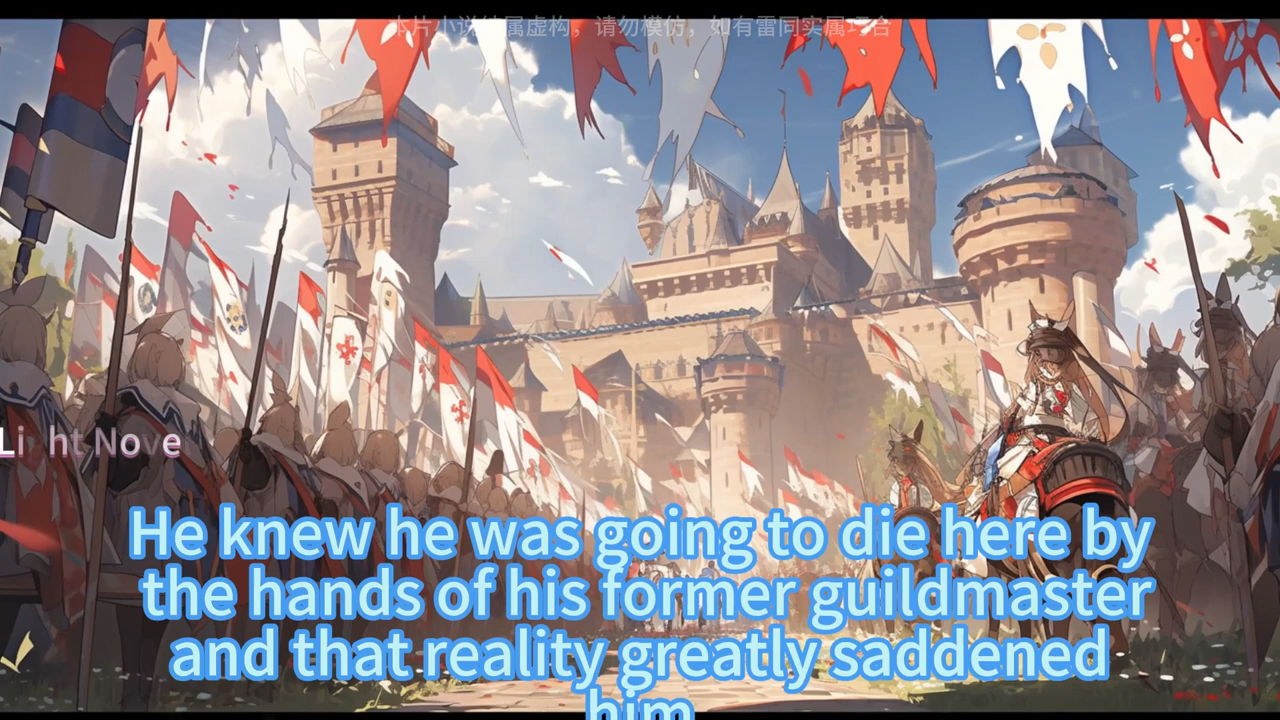 本片小说纯属虚构，请勿模仿，如有雷同实属巧合
Li ht Nove
He knew he was going to die here by
the hands of his former guildmaster
and that reality greatly saddened
him